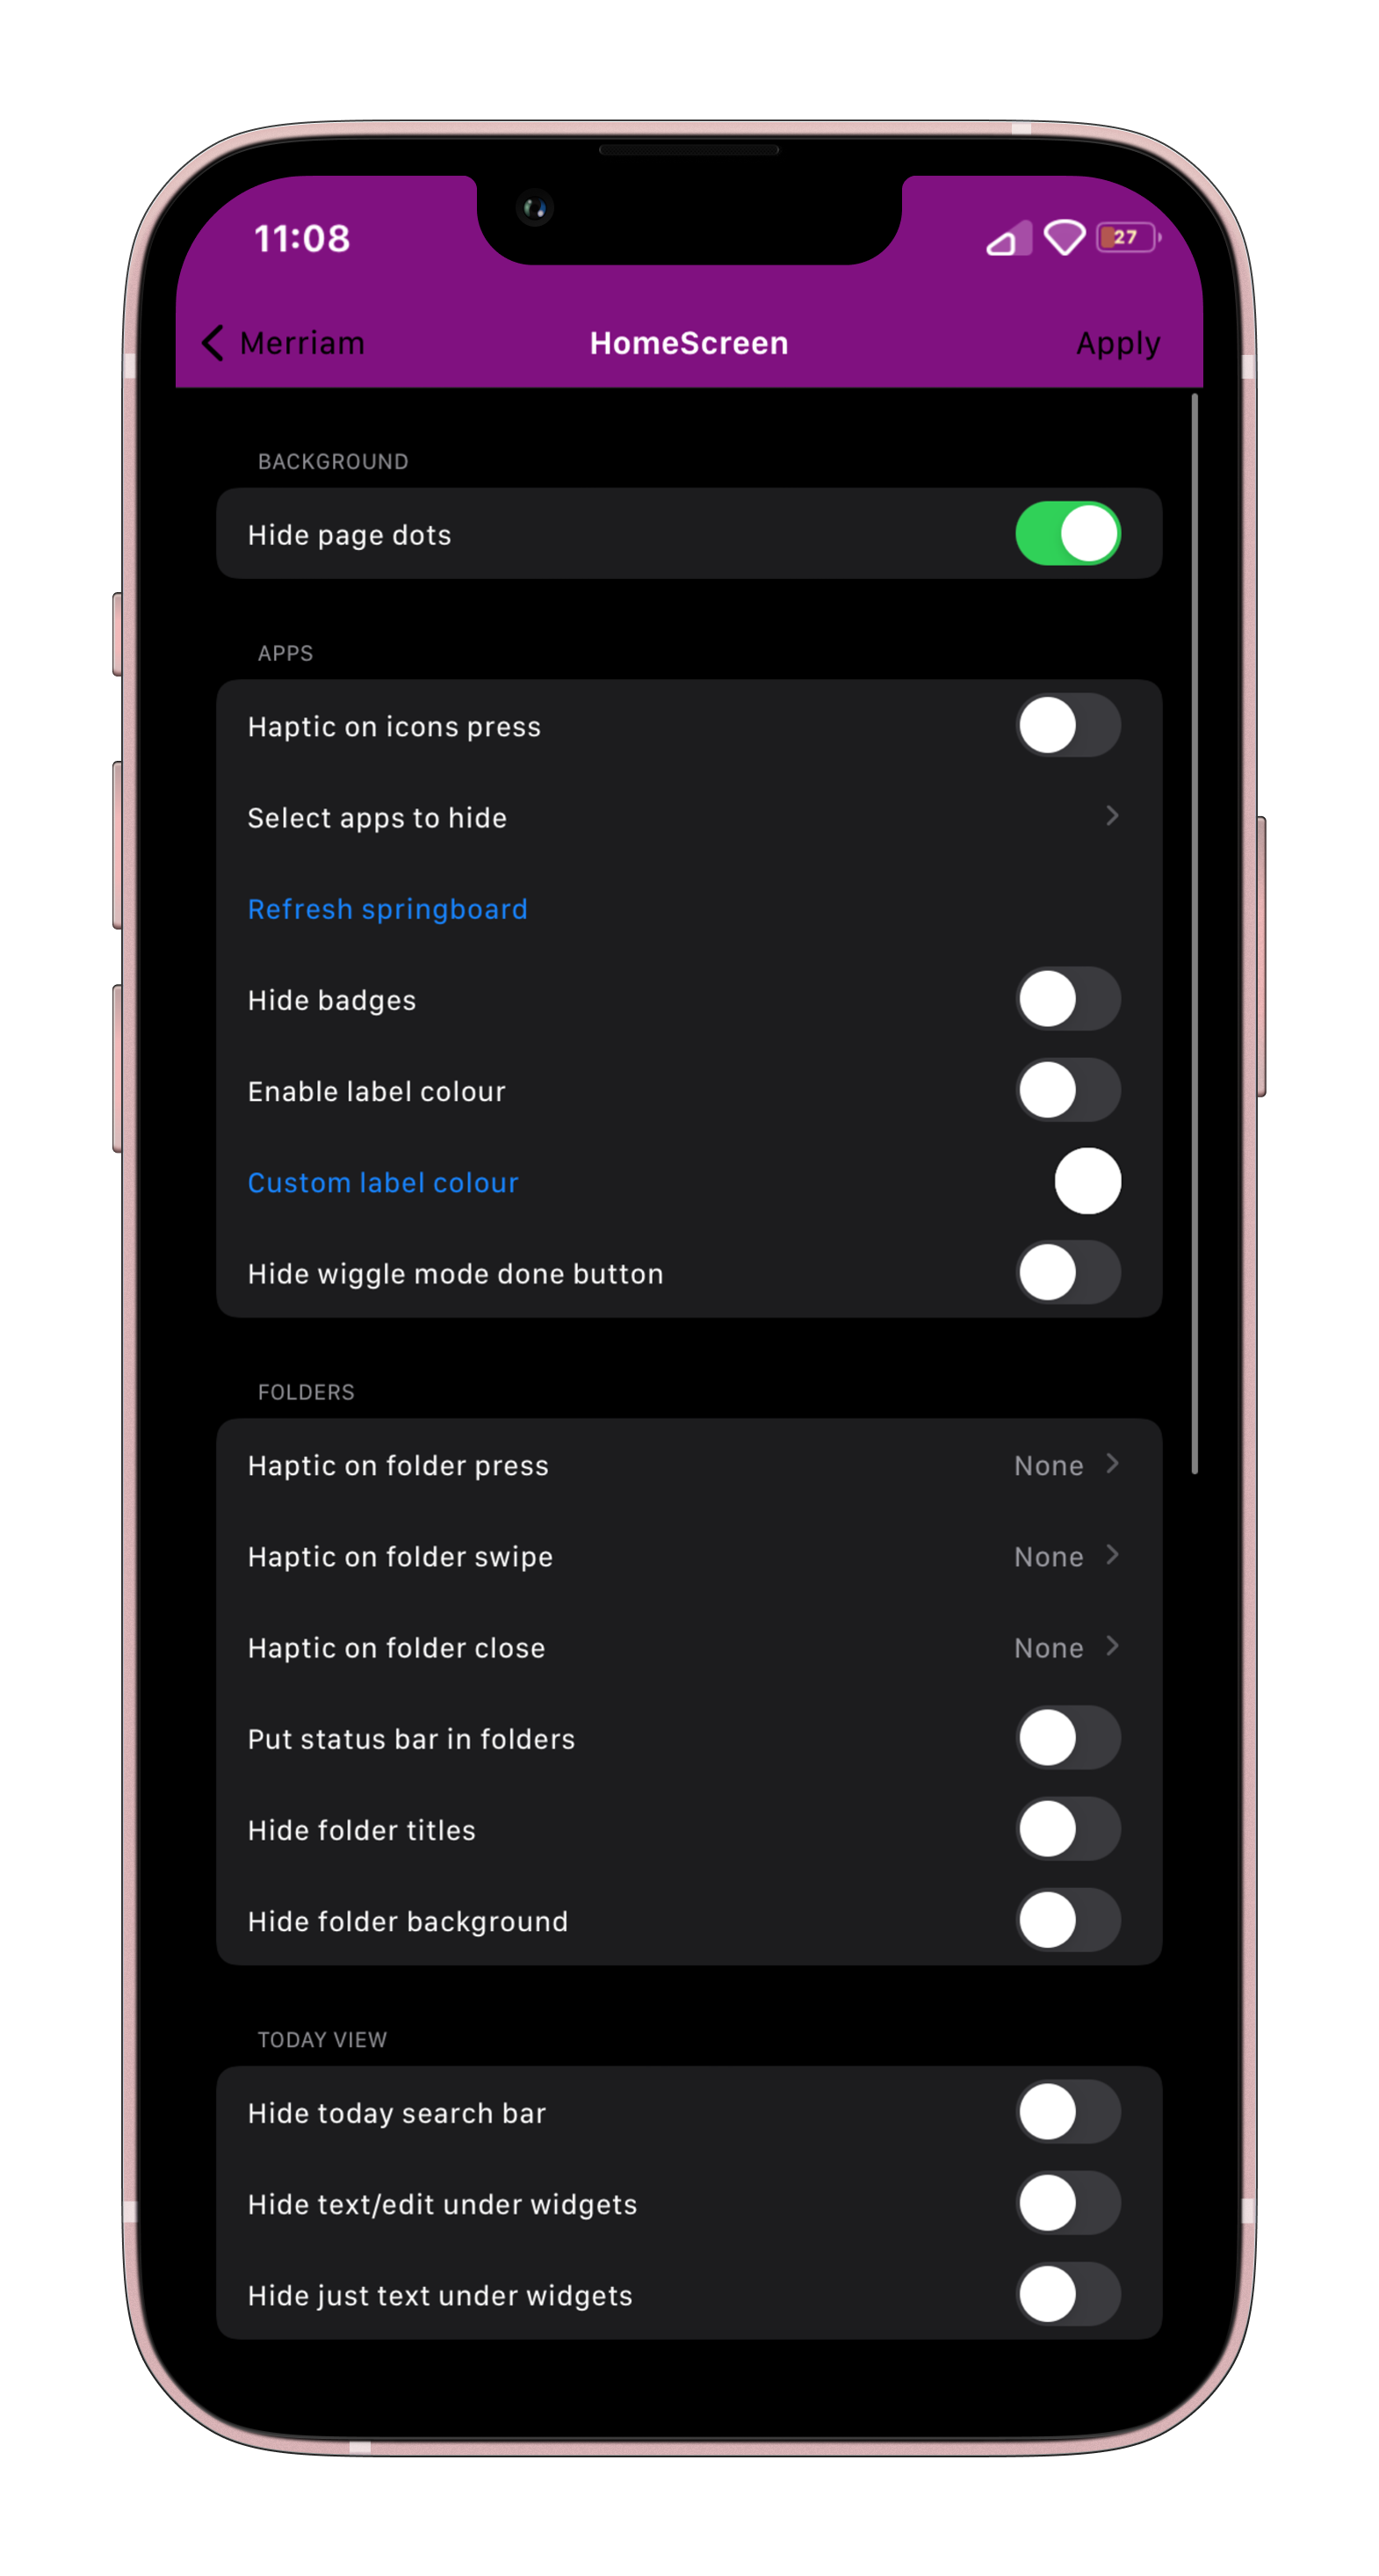 11:08
27
Merriam HomeScreen Apply
BACKGROUND
Hide page dots
APPS
Haptic on icons press
Select apps to hide
Refresh springboard
Hide badges
Enable label colour
Custom label colour
Hide wiggle mode done button
FOLDERS
Haptic on folder press None
Haptic on folder swipe None
Haptic on folder close None
Put status bar in folders
Hide folder titles
Hide folder background
TODAY VIEW
Hide today search bar
Hide text/edit under widgets
Hide just text under widgets